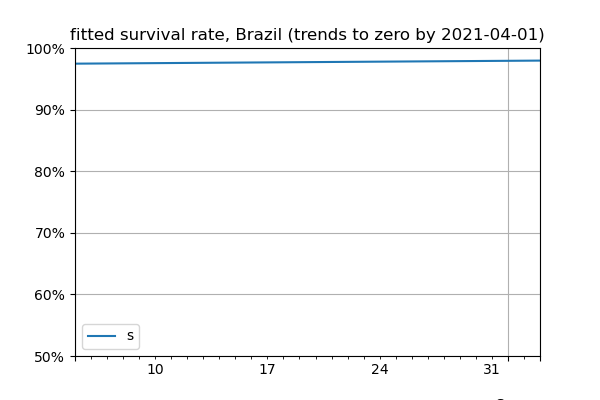 fitted survival rate, Brazil (trends to zero by 2021-04-01)
100%
90%
80%
70%
60%
50%
s
10 17 24 31